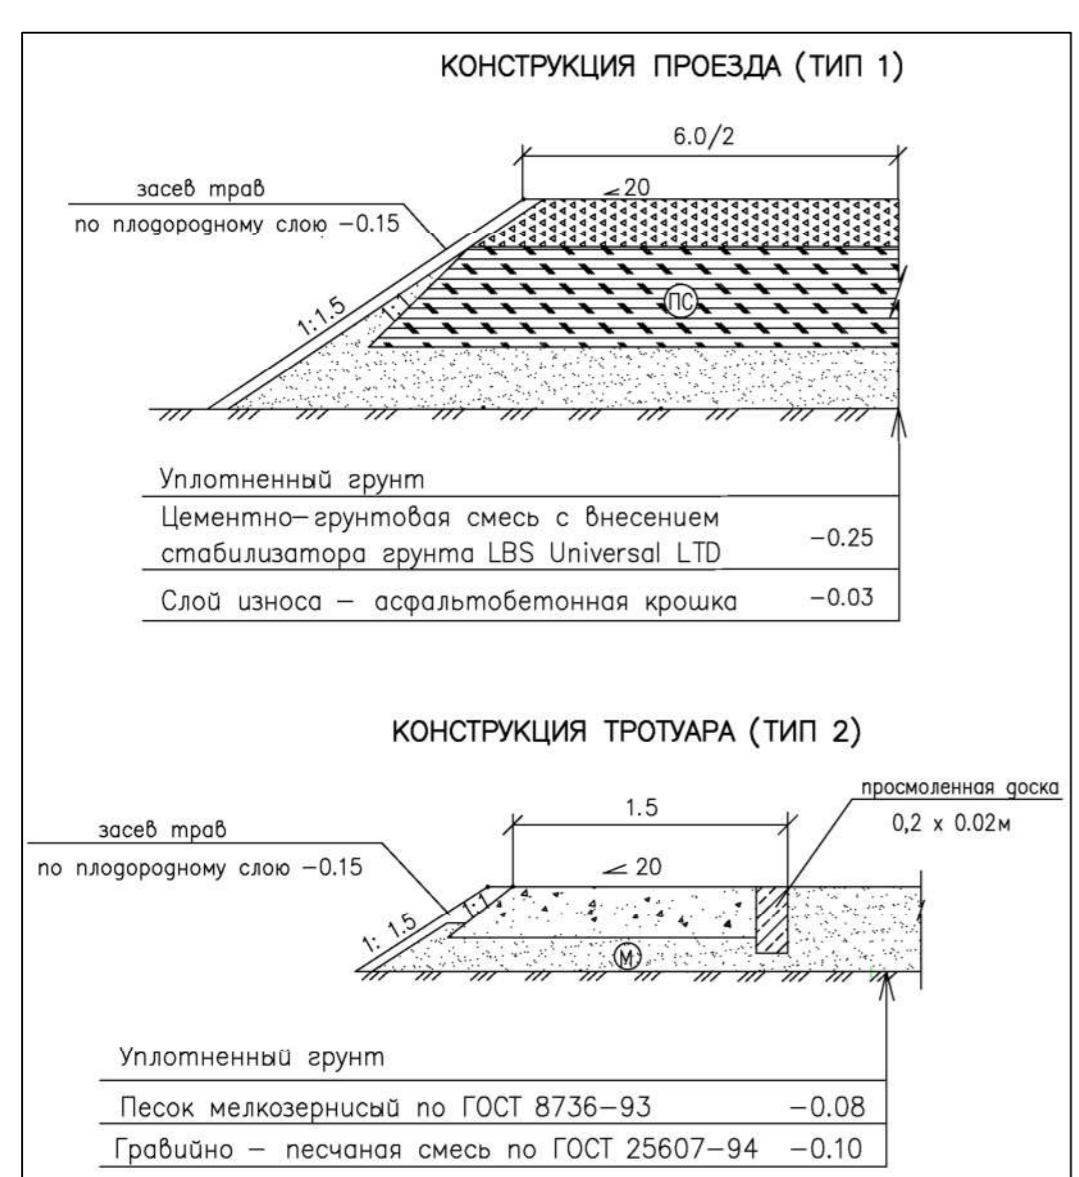 КОНСТРУКЦИЯ ПРОЕЗДА (ТИП 1)
6.0/2
засев трав
20
по плодородному слою -0.15
1:1.5
1:1
ПС
Уплотненный грунт
Цементно-грунтовая смесь с внесением
стабилизатора грунта LBS Universal LTD
-0.25
Слой износа - асфальтобетонная крошка
-0.03
КОНСТРУКЦИЯ ТРОТУАРА (ТИП 2)
просмоленная доска
1.5
0,2 х 0.02м
засев трав
20
по плодородному слою -0.15
1:1
1: 1.5
М
Уплотненный грунт
Песок мелкозернисый по ГОСТ 8736-93
-0.08
Гравийно - песчаная смесь по ГОСТ 25607-94
-0.10